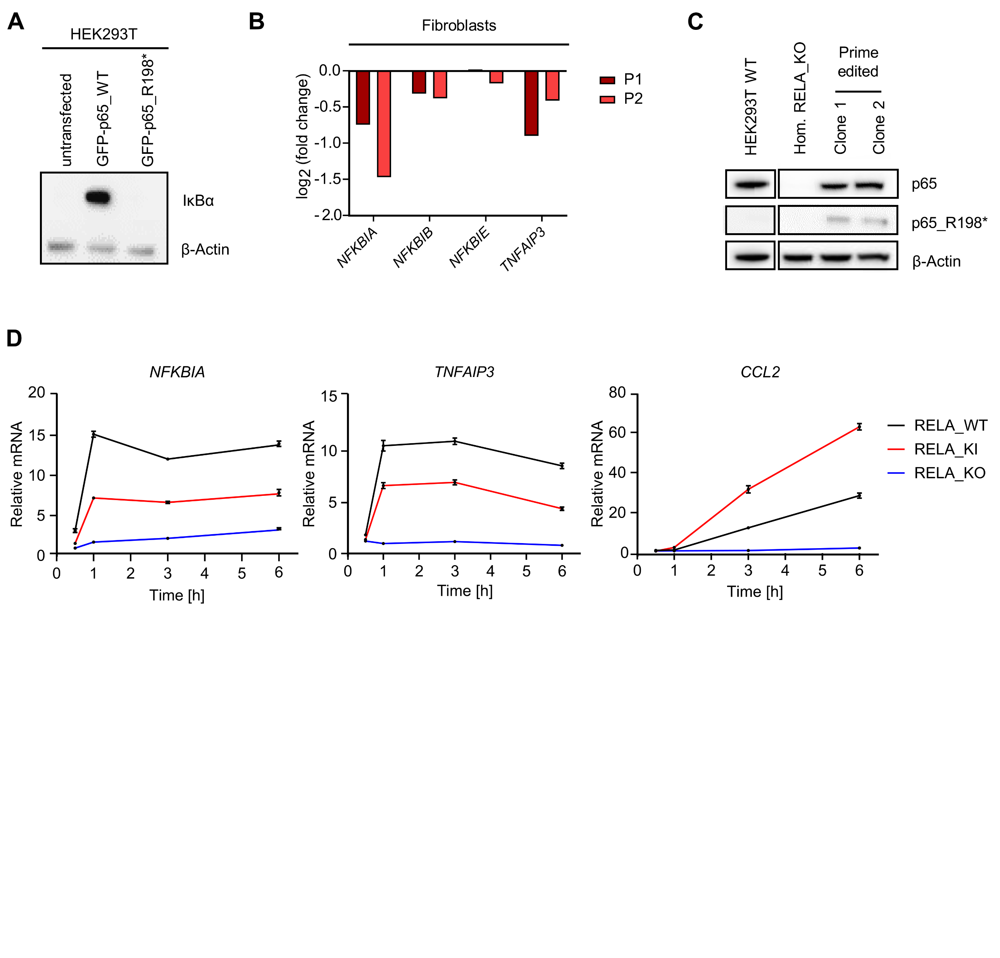 A
HEK293T
untransfected
GFP-p65_WT
GFP-p65_R198*
IκBα
β-Actin
B
Fibroblasts
log2 (fold change)
0.0
-0.5
-1.0
-1.5
-2.0
NFKBIA
NFKBIB
NFKBIE
TNFAIP3
P1
P2
C
HEK293T WT
Hom. RELA_KO
Prime
edited
Clone 1
Clone 2
p65
p65_R198*
β-Actin
D
NFKBIA
Relative mRNA
20
15
10
5
0
0 1 2 3 4 5 6
Time [h]
TNFAIP3
Relative mRNA
15
10
5
0
0 1 2 3 4 5 6
Time [h]
CCL2
Relative mRNA
80
60
40
20
0
0 1 2 3 4 5 6
Time [h]
RELA_WT
RELA_KI
RELA_KO